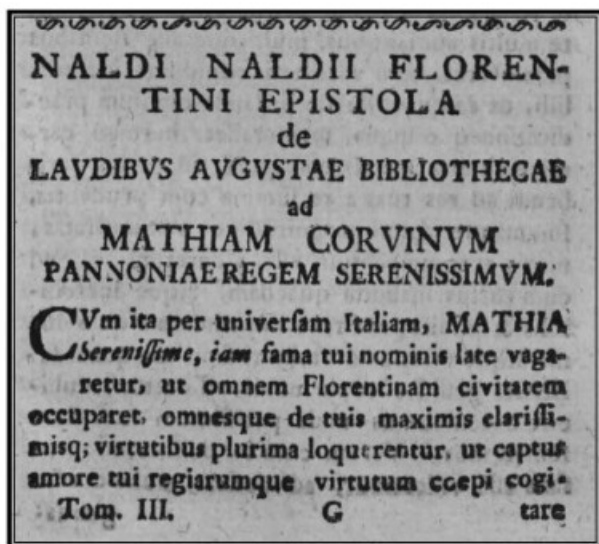 NALDI NALDII FLOREN-
TINI EPISTOLA
de
LAVDIBVS AVGVSTAE BIBLIOTHECAE
ad
MATHIAM CORVINVM
PANNONIAE REGEM SERENISSIMVM.
CVm ita per univerſam Italiam, MATHIA
Sereniſſime, iam fama tui nominis late vaga-
retur, ut omnem Florentinam civitatem
occuparet, omnesque de tuis maximis clariſſi-
misq; virtutibus plurima loquerentur, ut captus
amore tui regiarumque virtutum coepi cogi-
Tom. III. G tare